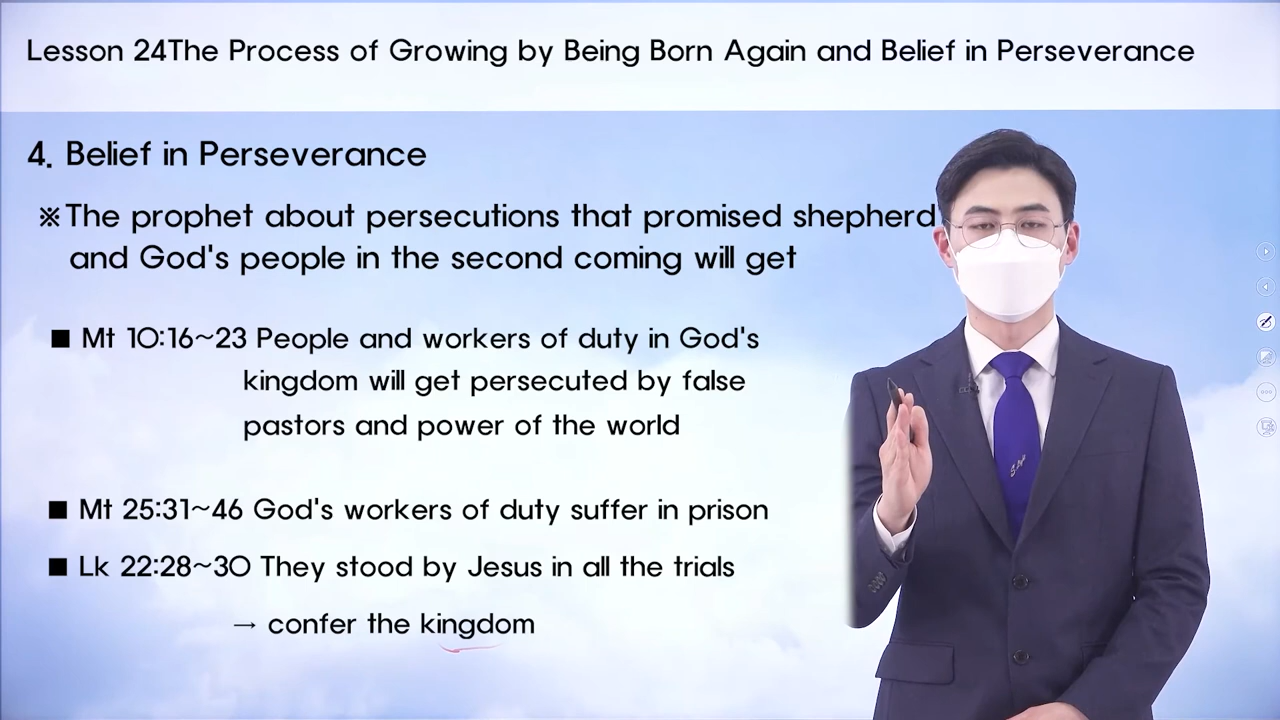 Lesson 24The Process of Growing by Being Born Again and Belief in Perseverance
4. Belief in Perseverance
※The prophet about persecutions that promised shepherd
and God's people in the second coming will get
■ Mt 10:16~23 People and workers of duty in God's
kingdom will get persecuted by false
pastors and power of the world
■ Mt 25:31~46 God's workers of duty suffer in prison
■ Lk 22:28~30 They stood by Jesus in all the trials
→ confer the kingdom